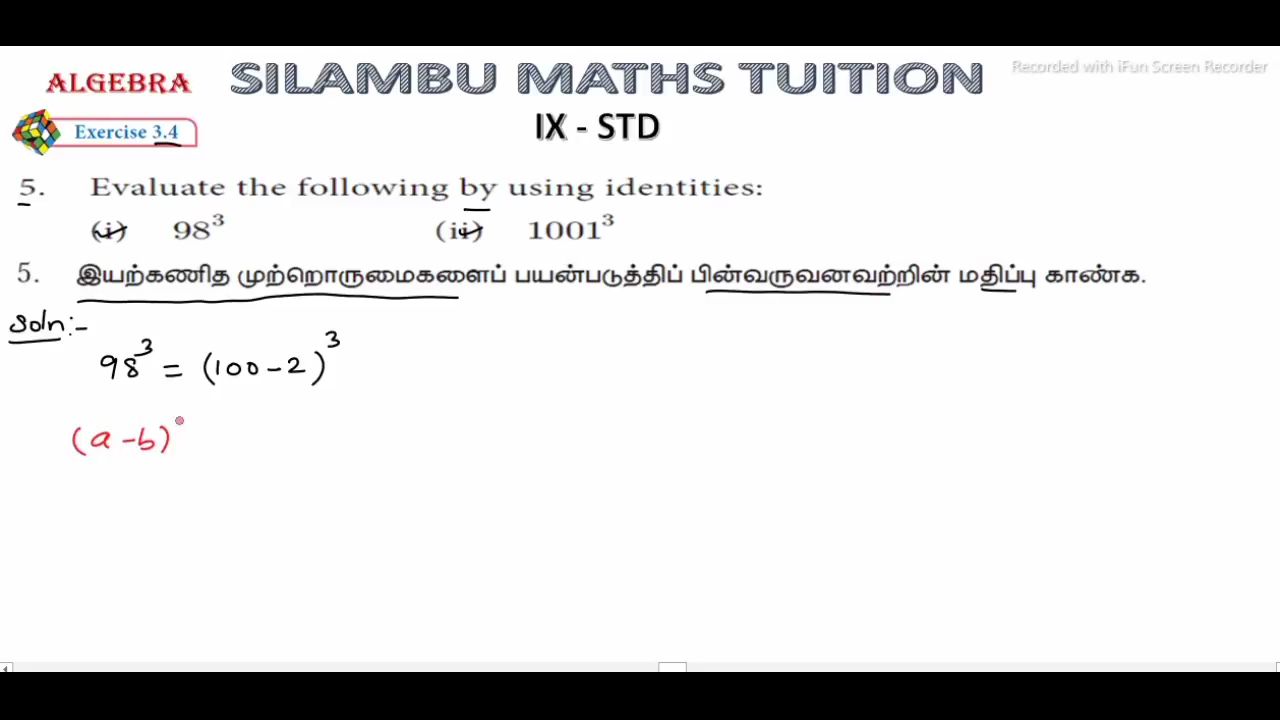 ALGEBRA SILAMBU MATHS TUITION Recorded with iFun Screen Recorder
Exercise 3.4 IX - STD
5. Evaluate the following by using identities:
(i) 98³ (ii) 1001³
5. இயற்கணித முற்றொருமைகளைப் பயன்படுத்திப் பின்வருவனவற்றின் மதிப்பு காண்க.
Soln:-
98³ = (100-2)³
(a-b)